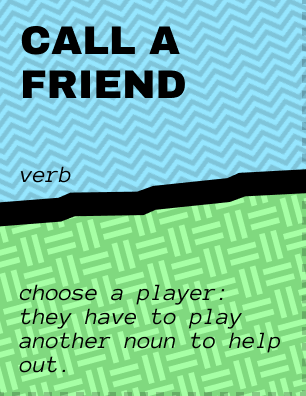 CALL A
FRIEND
verb
choose a player:
they have to play
another noun to help
out.